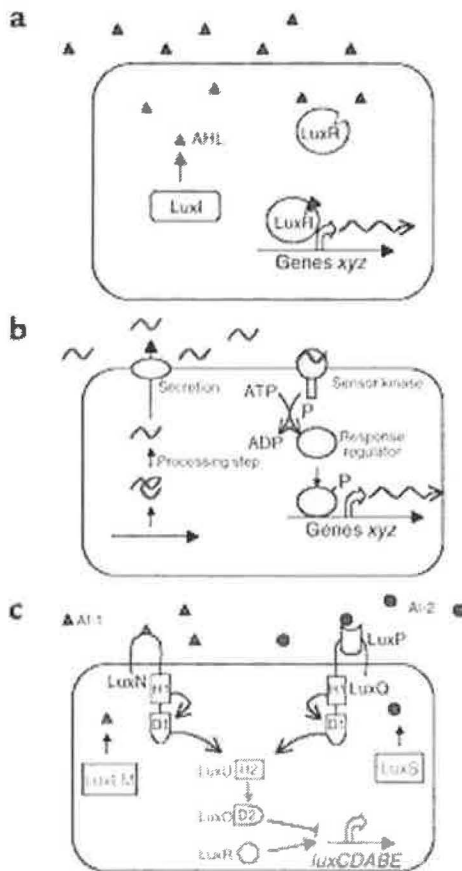 a
AHL
LuxR
LuxI
LuxR
Genes xyz
b
Secretion
Sensor kinase
ATP
P
ADP
Response
regulator
Processing step
P
Genes xyz
c
AI-1
AI-2
LuxP
LuxN
H1
H1
LuxQ
D1
D1
LuxLM
LuxU
H2
LuxS
LuxO
D2
LuxR
luxCDABE